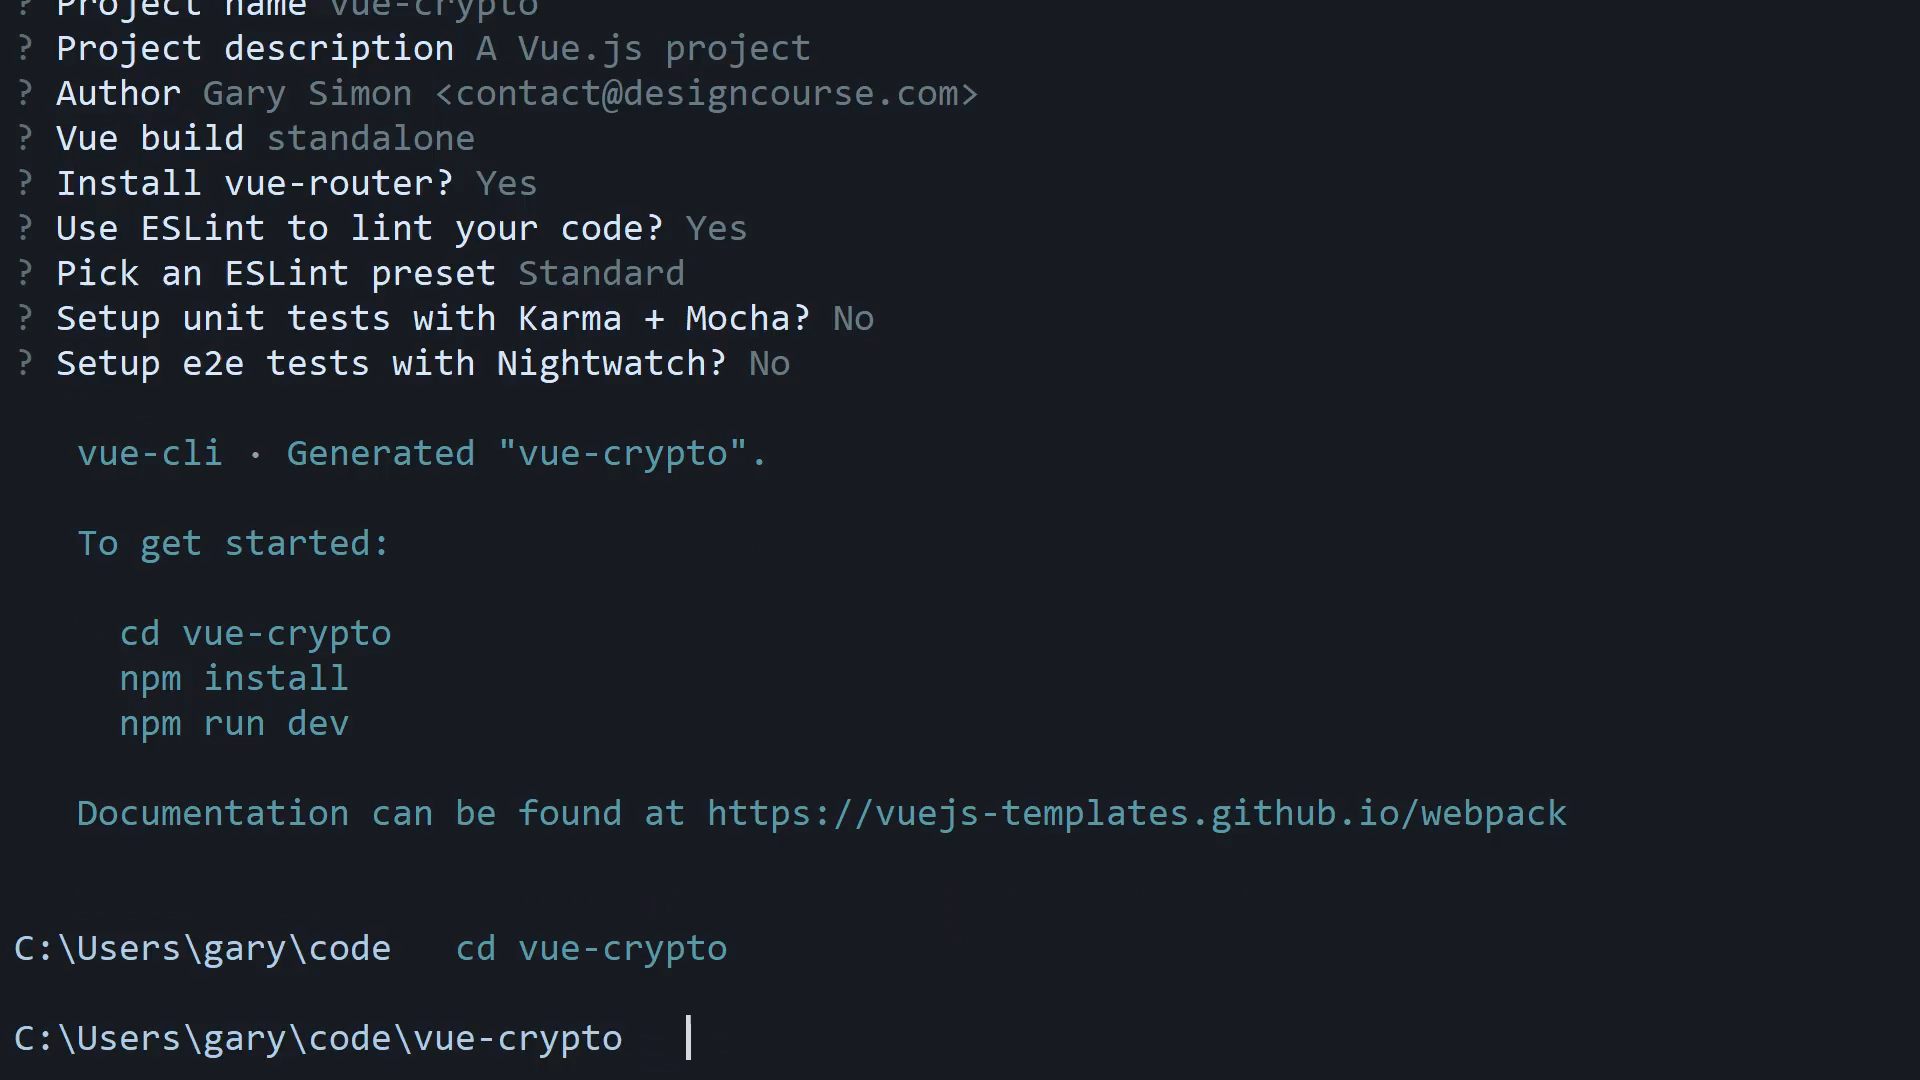 ? Project name vue-crypto
? Project description A Vue.js project
? Author Gary Simon <contact@designcourse.com>
? Vue build standalone
? Install vue-router? Yes
? Use ESLint to lint your code? Yes
? Pick an ESLint preset Standard
? Setup unit tests with Karma + Mocha? No
? Setup e2e tests with Nightwatch? No
vue-cli · Generated "vue-crypto".
To get started:
cd vue-crypto
npm install
npm run dev
Documentation can be found at https://vuejs-templates.github.io/webpack
C:\Users\gary\code cd vue-crypto
C:\Users\gary\code\vue-crypto